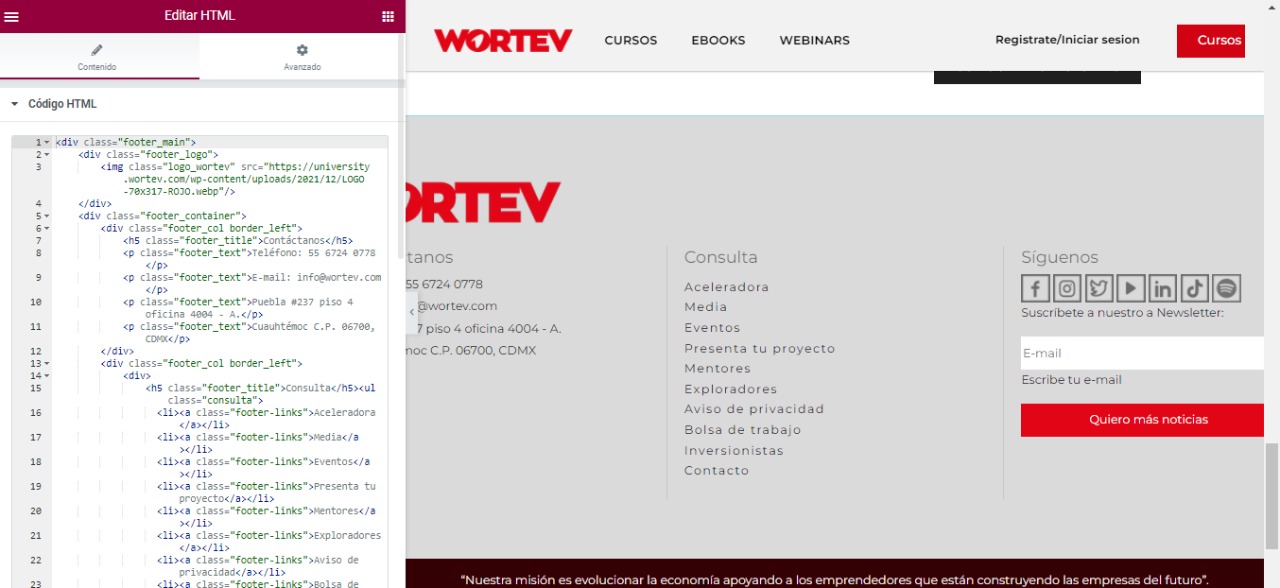 Editar HTML
Contenido
Avanzado
Código HTML
1 <div class="footer_main">
2 <div class="footer_logo">
3 <img class="logo_wortev" src="https://university
.wortev.com/wp-content/uploads/2021/12/LOGO
-70x317-ROJO.webp"/>
4 </div>
5 <div class="footer_container">
6 <div class="footer_col border_left">
7 <h5 class="footer_title">Contáctanos</h5>
8 <p class="footer_text">Teléfono: 55 6724 0778
</p>
9 <p class="footer_text">E-mail: info@wortev.com
</p>
10 <p class="footer_text">Puebla #237 piso 4
oficina 4004 - A.</p>
11 <p class="footer_text">Cuauhtémoc C.P. 06700,
CDMX</p>
12 </div>
13 <div class="footer_col border_left">
14 <div>
15 <h5 class="footer_title">Consulta</h5><ul
class="consulta">
16 <li><a class="footer-links">Aceleradora
</a></li>
17 <li><a class="footer-links">Media</a
></li>
18 <li><a class="footer-links">Eventos</a
></li>
19 <li><a class="footer-links">Presenta tu
proyecto</a></li>
20 <li><a class="footer-links">Mentores</a
></li>
21 <li><a class="footer-links">Exploradores
</a></li>
22 <li><a class="footer-links">Aviso de
privacidad</a></li>
23 <li><a class="footer-links">Bolsa de
WORTEV
CURSOS
EBOOKS
WEBINARS
Registrate/Iniciar sesion
Cursos
ORTEV
tanos
55 6724 0778
@wortev.com
7 piso 4 oficina 4004 - A.
moc C.P. 06700, CDMX
Consulta
Aceleradora
Media
Eventos
Presenta tu proyecto
Mentores
Exploradores
Aviso de privacidad
Bolsa de trabajo
Inversionistas
Contacto
Síguenos
Suscríbete a nuestro a Newsletter:
E-mail
Escribe tu e-mail
Quiero más noticias
“Nuestra misión es evolucionar la economía apoyando a los emprendedores que están construyendo las empresas del futuro”.